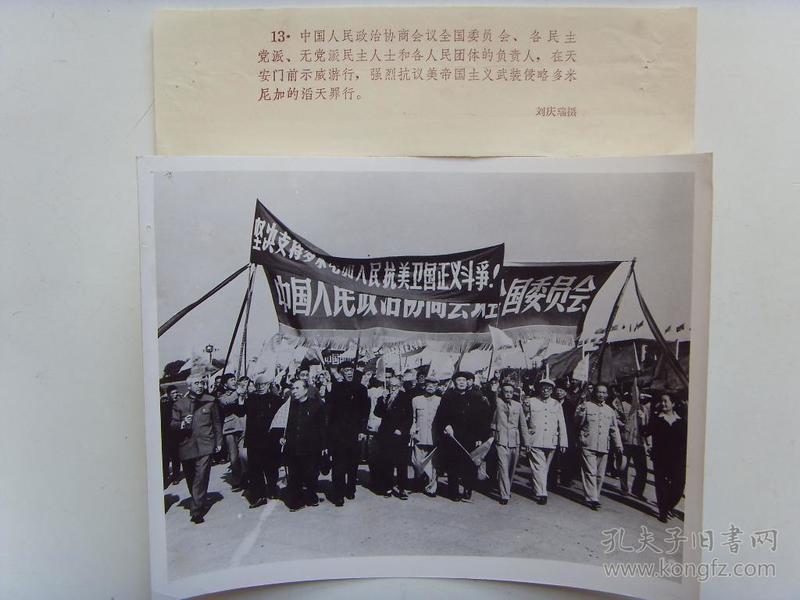 13·中国人民政治协商会议全国委员会、各民主
党派、无党派民主人士和各人民团体的负责人，在天
安门前示威游行，强烈抗议美帝国主义武装侵略多米
尼加的滔天罪行。
刘庆瑞摄
坚决支持多米尼加人民抗美卫国正义斗争！
中国人民政治协商会议全国委员会
孔夫子旧书网
www.kongfz.com